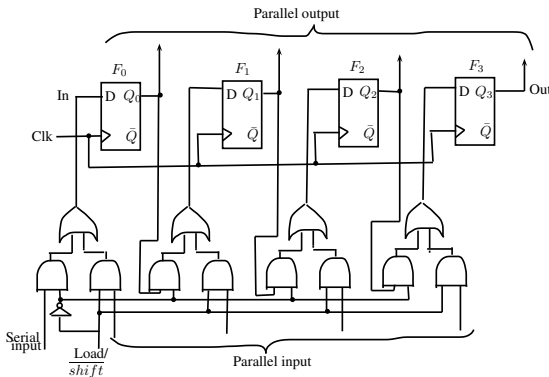 Parallel output
F₀
F₁
F₂
F₃
In
D Q₀
D Q₁
D Q₂
D Q₃
Out
Clk
Q̄
Q̄
Q̄
Q̄
Serial
input
Load/
shift
Parallel input